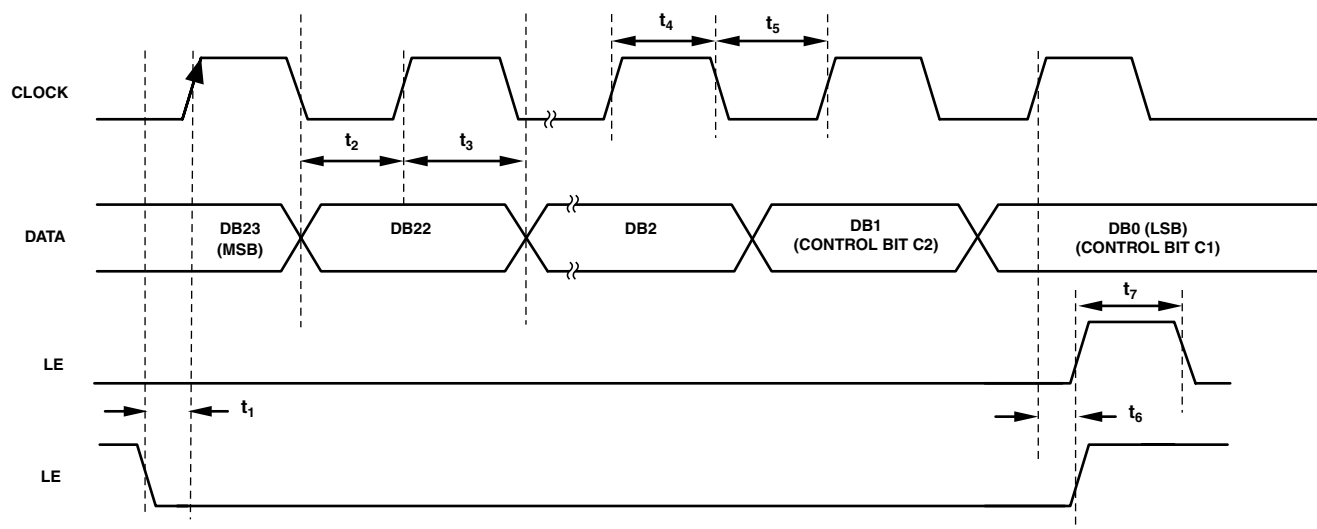 t4
t5
CLOCK
t2
t3
DATA
DB23
(MSB)
DB22
DB2
DB1
(CONTROL BIT C2)
DB0 (LSB)
(CONTROL BIT C1)
t7
LE
t1
t6
LE